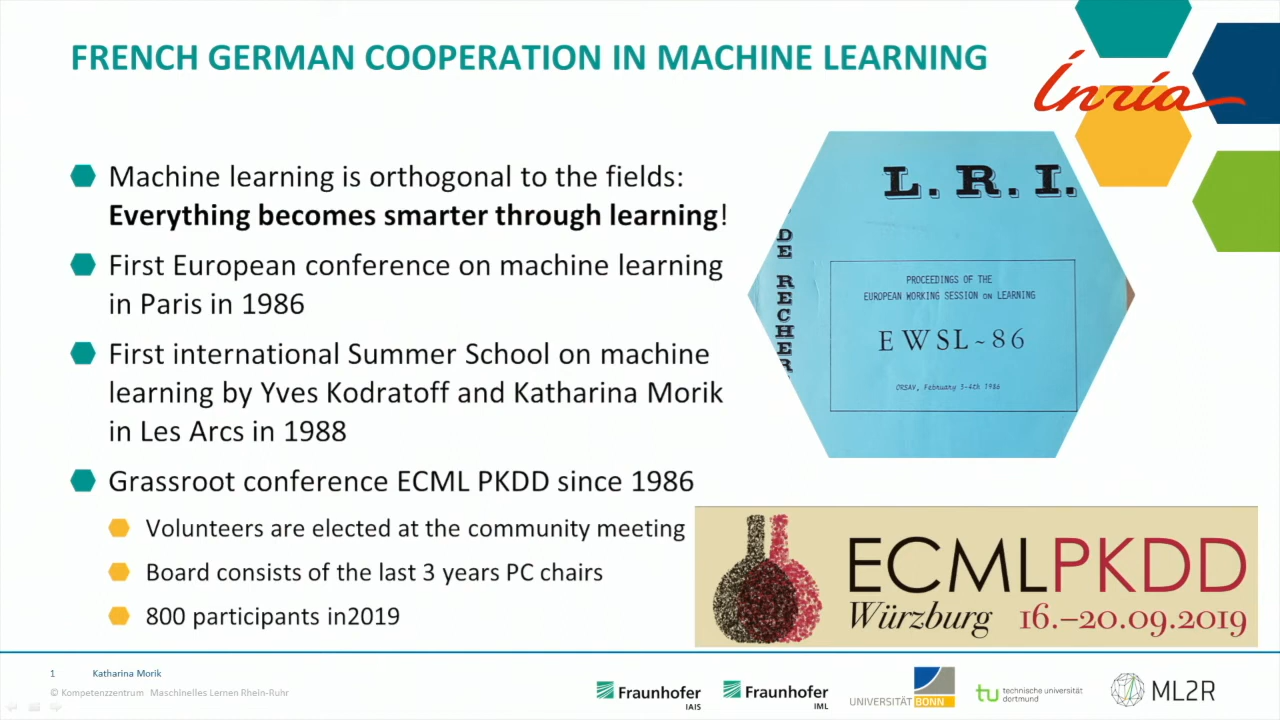 FRENCH GERMAN COOPERATION IN MACHINE LEARNING
Inria
Machine learning is orthogonal to the fields:
Everything becomes smarter through learning!
First European conference on machine learning
in Paris in 1986
First international Summer School on machine
learning by Yves Kodratoff and Katharina Morik
in Les Arcs in 1988
Grassroot conference ECML PKDD since 1986
Volunteers are elected at the community meeting
Board consists of the last 3 years PC chairs
800 participants in2019
L. R. I.
DE RECHER
PROCEEDINGS OF THE
EUROPEAN WORKING SESSION ON LEARNING
EWSL-86
ORSAY, February 3-4th 1986
ECMLPKDD
Würzburg 16.–20.09.2019
1 Katharina Morik
© Kompetenzzentrum Maschinelles Lernen Rhein-Ruhr
Fraunhofer
IAIS
Fraunhofer
IML
UNIVERSITÄT BONN
tu technische universität
dortmund
ML2R